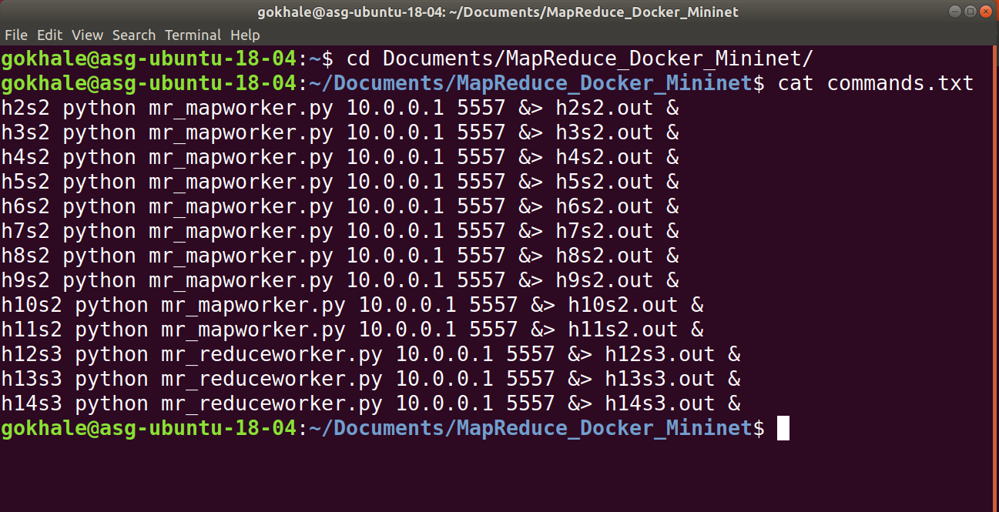 gokhale@asg-ubuntu-18-04: ~/Documents/MapReduce_Docker_Mininet
File Edit View Search Terminal Help
gokhale@asg-ubuntu-18-04:~$ cd Documents/MapReduce_Docker_Mininet/
gokhale@asg-ubuntu-18-04:~/Documents/MapReduce_Docker_Mininet$ cat commands.txt
h2s2 python mr_mapworker.py 10.0.0.1 5557 &> h2s2.out &
h3s2 python mr_mapworker.py 10.0.0.1 5557 &> h3s2.out &
h4s2 python mr_mapworker.py 10.0.0.1 5557 &> h4s2.out &
h5s2 python mr_mapworker.py 10.0.0.1 5557 &> h5s2.out &
h6s2 python mr_mapworker.py 10.0.0.1 5557 &> h6s2.out &
h7s2 python mr_mapworker.py 10.0.0.1 5557 &> h7s2.out &
h8s2 python mr_mapworker.py 10.0.0.1 5557 &> h8s2.out &
h9s2 python mr_mapworker.py 10.0.0.1 5557 &> h9s2.out &
h10s2 python mr_mapworker.py 10.0.0.1 5557 &> h10s2.out &
h11s2 python mr_mapworker.py 10.0.0.1 5557 &> h11s2.out &
h12s3 python mr_reduceworker.py 10.0.0.1 5557 &> h12s3.out &
h13s3 python mr_reduceworker.py 10.0.0.1 5557 &> h13s3.out &
h14s3 python mr_reduceworker.py 10.0.0.1 5557 &> h14s3.out &
gokhale@asg-ubuntu-18-04:~/Documents/MapReduce_Docker_Mininet$